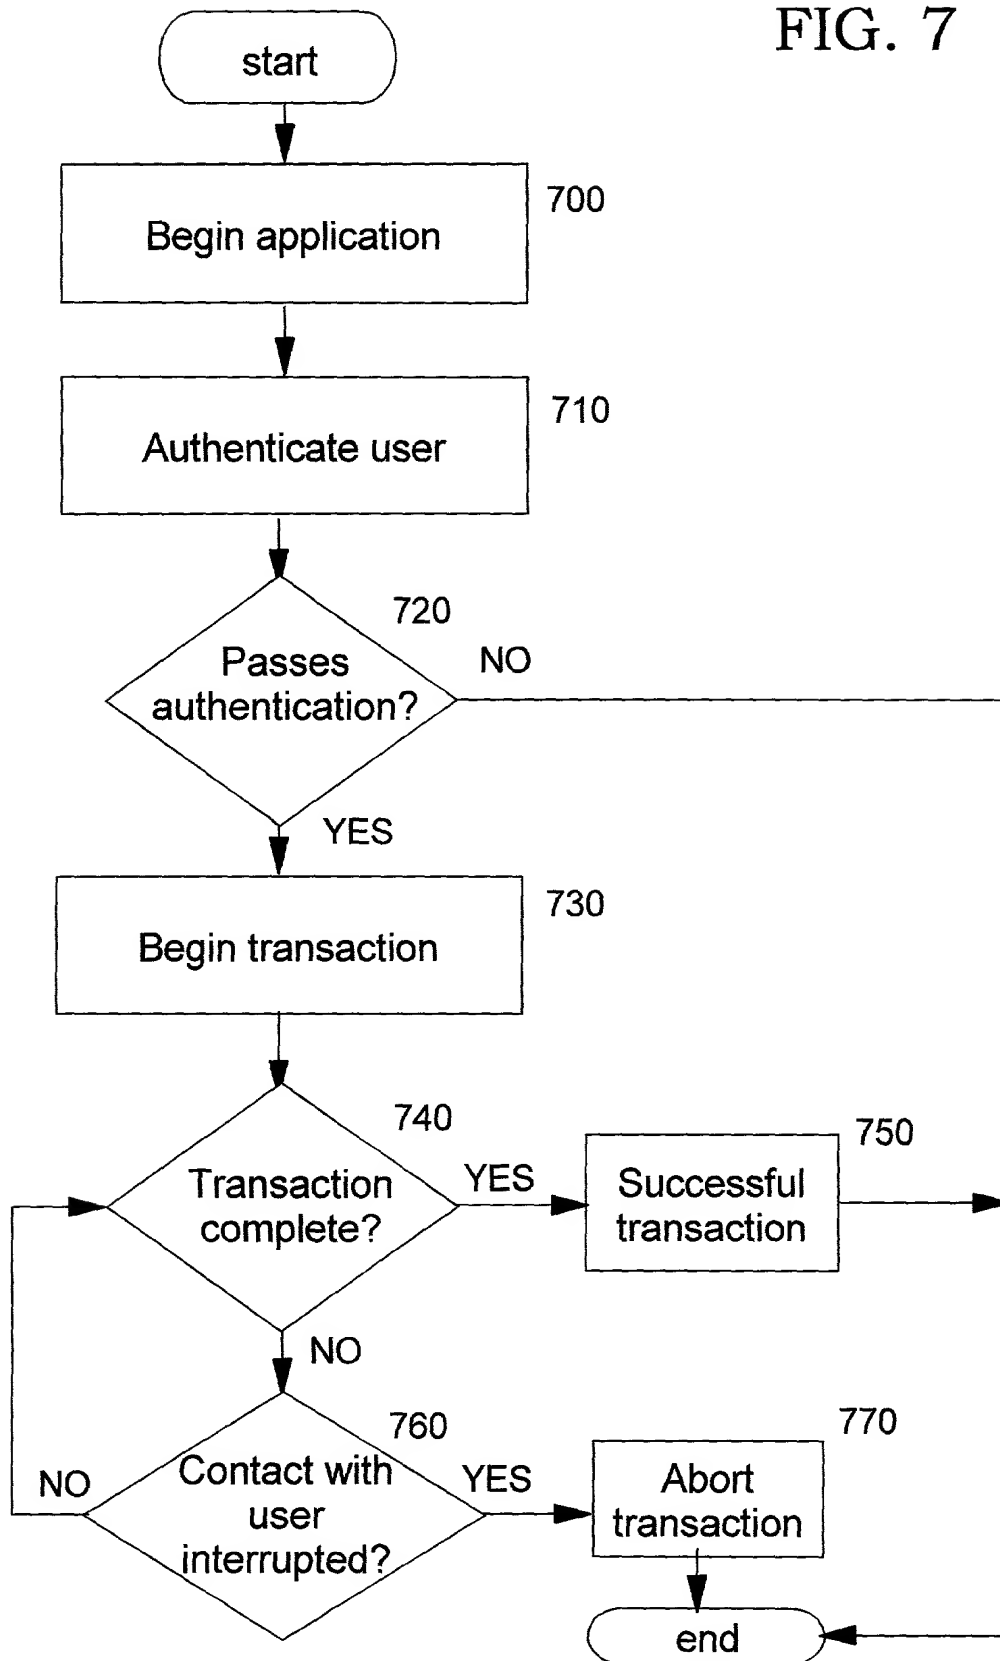 FIG. 7
start
700
Begin application
710
Authenticate user
720
Passes
authentication?
NO
YES
730
Begin transaction
740
Transaction
complete?
YES
750
Successful
transaction
NO
760
Contact with
user
interrupted?
NO
YES
770
Abort
transaction
end